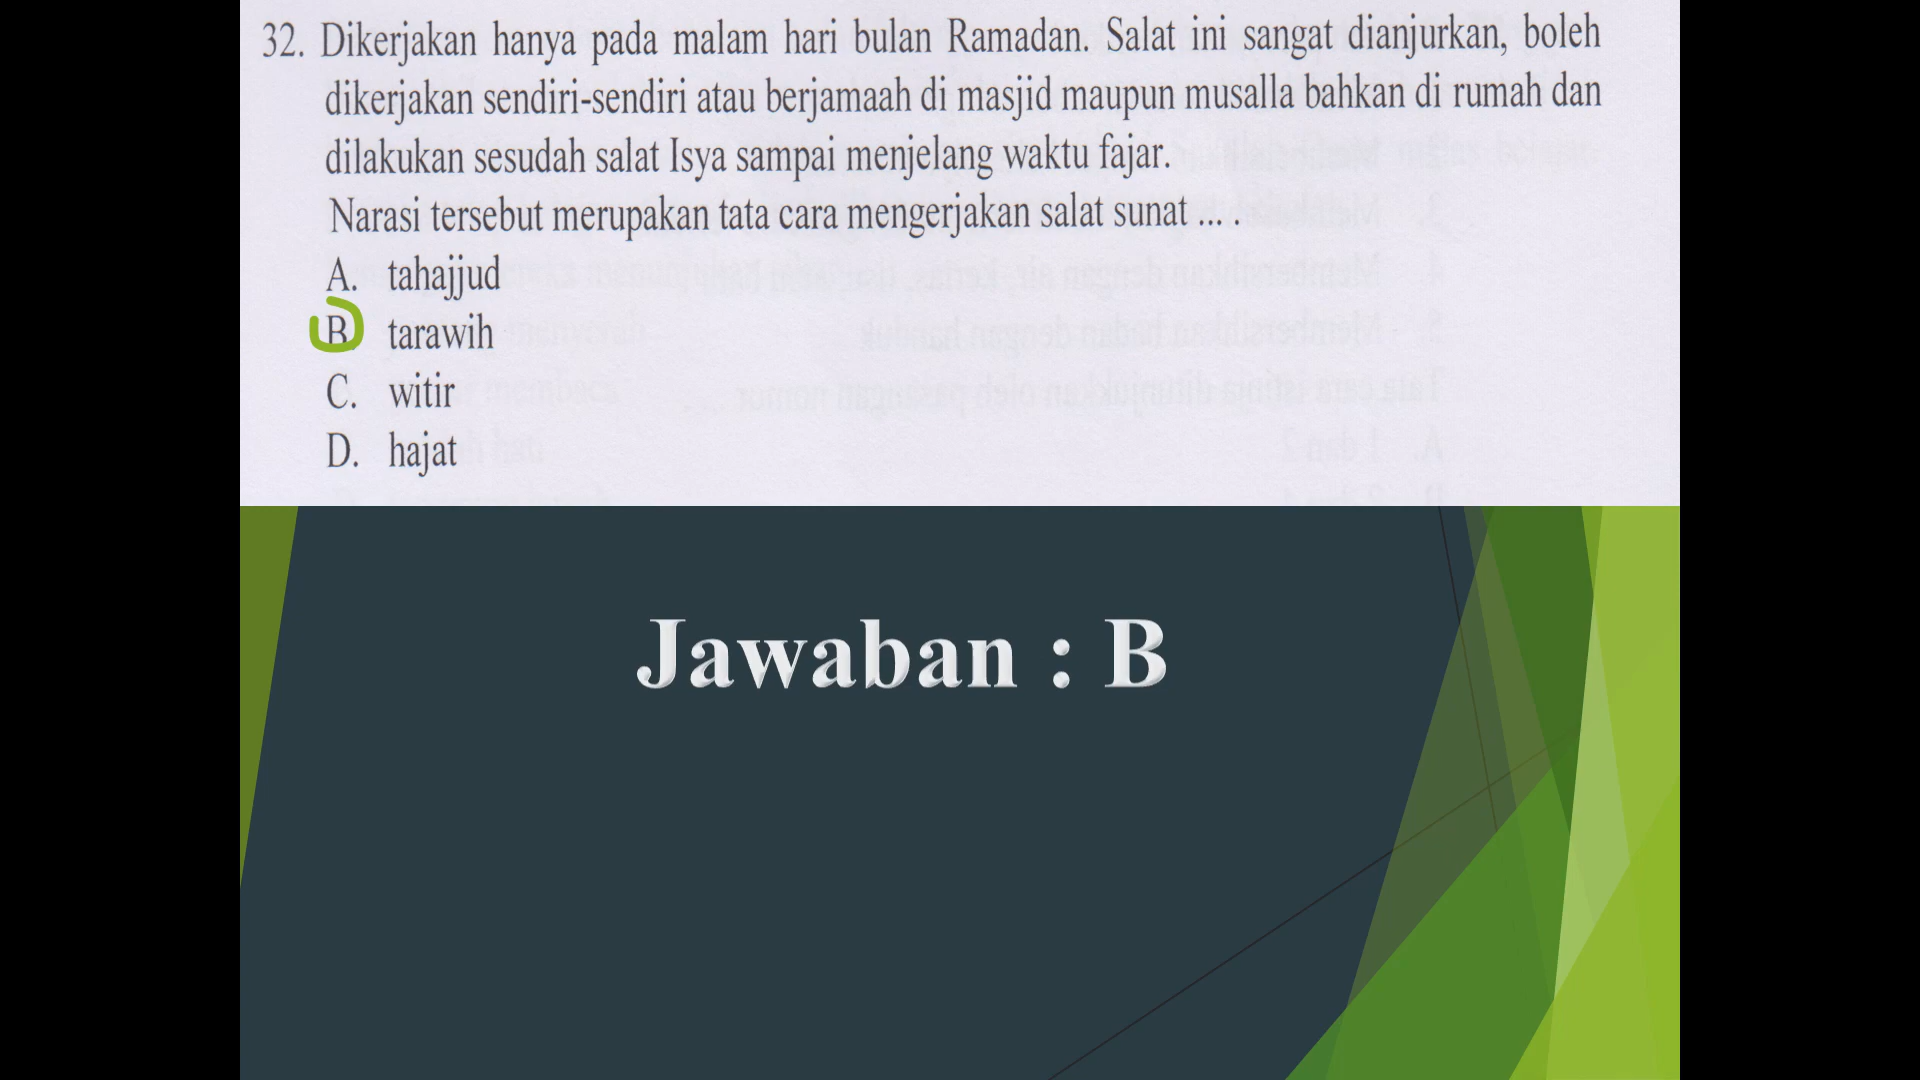 32. Dikerjakan hanya pada malam hari bulan Ramadan. Salat ini sangat dianjurkan, boleh
dikerjakan sendiri-sendiri atau berjamaah di masjid maupun musalla bahkan di rumah dan
dilakukan sesudah salat Isya sampai menjelang waktu fajar.
Narasi tersebut merupakan tata cara mengerjakan salat sunat ... .
A. tahajjud
B. tarawih
C. witir
D. hajat
Jawaban : B